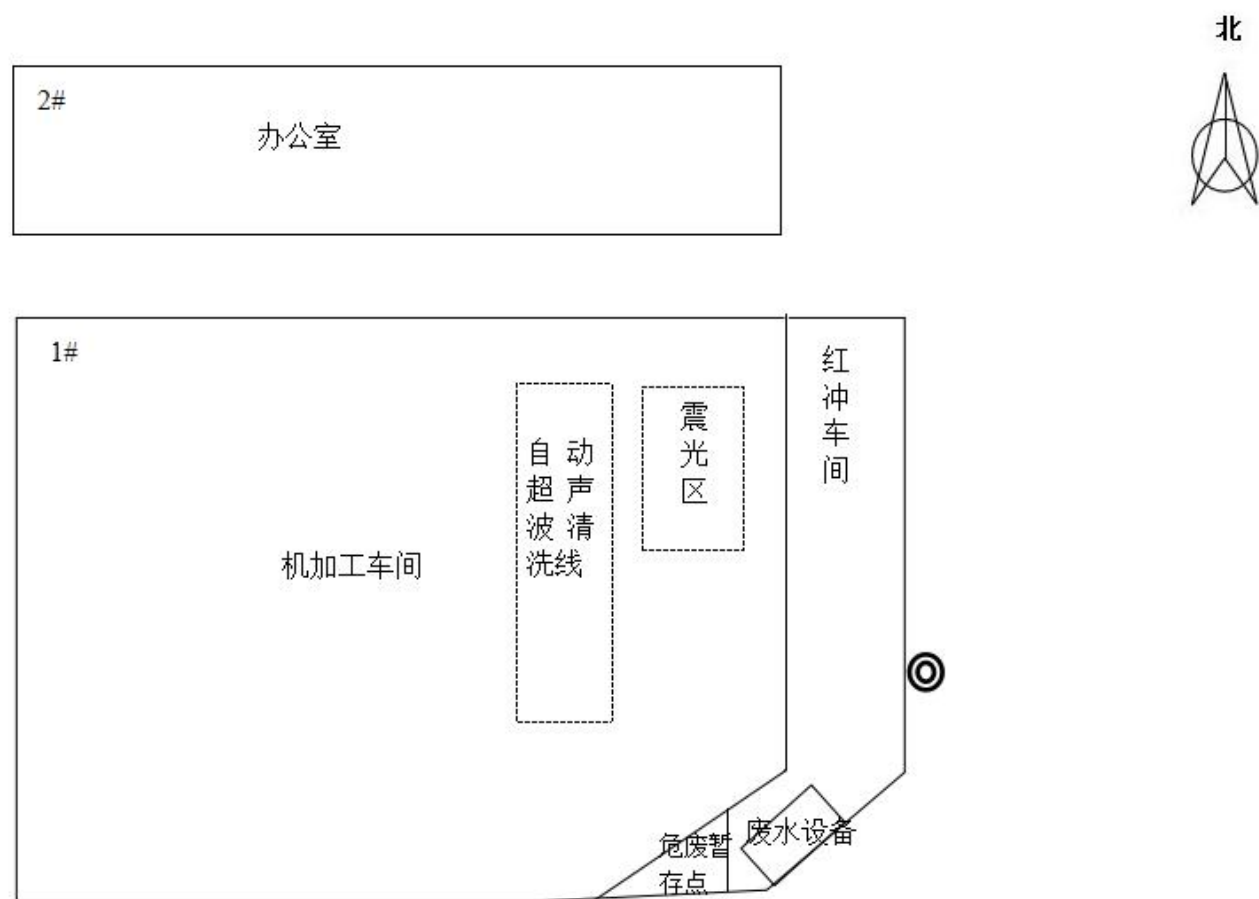 北
2#
办公室
1#
红
冲
车
间
震
光
区
自 动
超 声
波 清
洗线
机加工车间
废水设备
危废暂
存点